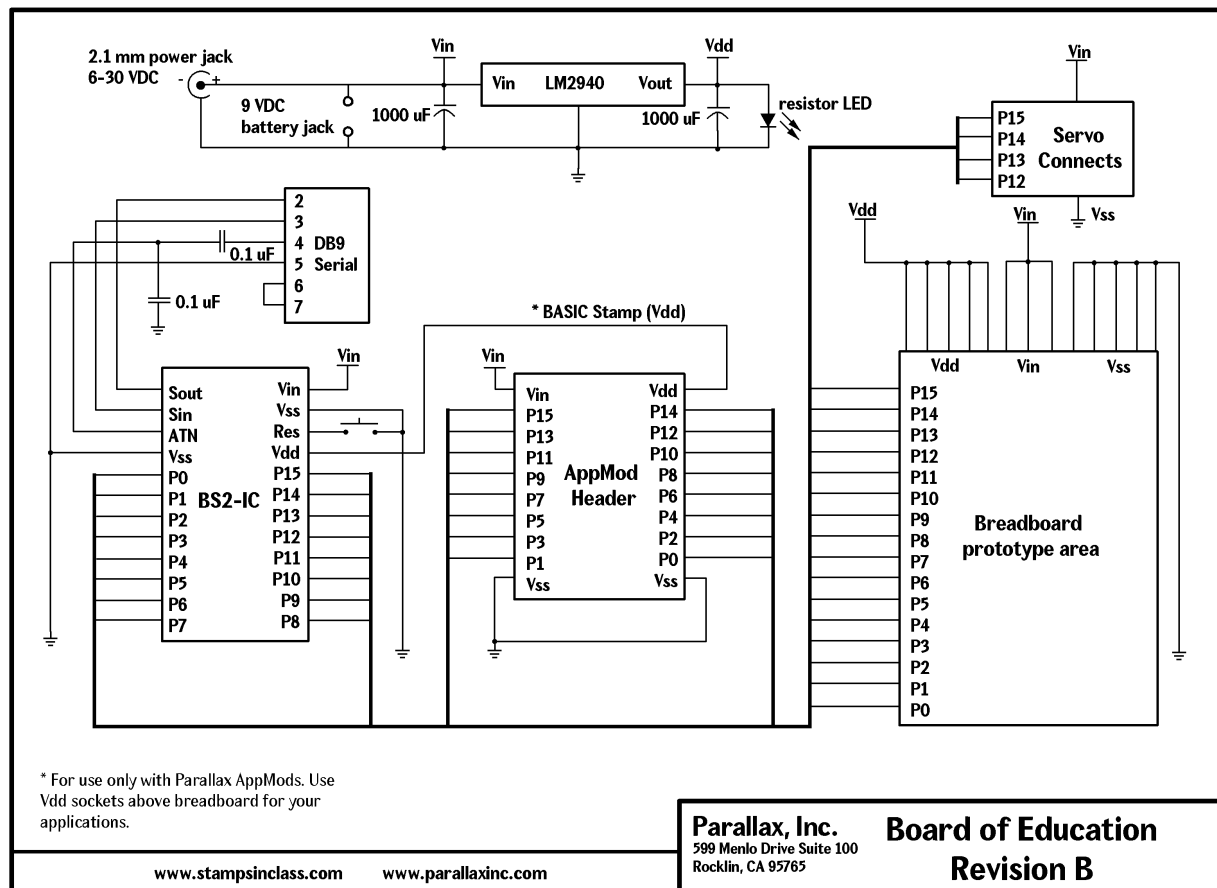 2.1 mm power jack
6-30 VDC
- +
9 VDC
battery jack
Vin
1000 uF
Vin LM2940 Vout
Vdd
1000 uF
resistor LED
Vin
P15
P14
P13
P12
Servo
Connects
Vss
2
3
4
5
6
7
DB9
Serial
0.1 uF
0.1 uF
* BASIC Stamp (Vdd)
Sout
Sin
ATN
Vss
P0
P1
P2
P3
P4
P5
P6
P7
BS2-IC
Vin
Vin
Vss
Res
Vdd
P15
P14
P13
P12
P11
P10
P9
P8
Vin
Vin
P15
P13
P11
P9
P7
P5
P3
P1
Vss
AppMod
Header
Vdd
P14
P12
P10
P8
P6
P4
P2
P0
Vss
Vdd
Vin
Vdd Vin Vss
P15
P14
P13
P12
P11
P10
P9
P8
P7
P6
P5
P4
P3
P2
P1
P0
Breadboard
prototype area
* For use only with Parallax AppMods. Use
Vdd sockets above breadboard for your
applications.
www.stampsinclass.com www.parallaxinc.com
Parallax, Inc.
599 Menlo Drive Suite 100
Rocklin, CA 95765
Board of Education
Revision B